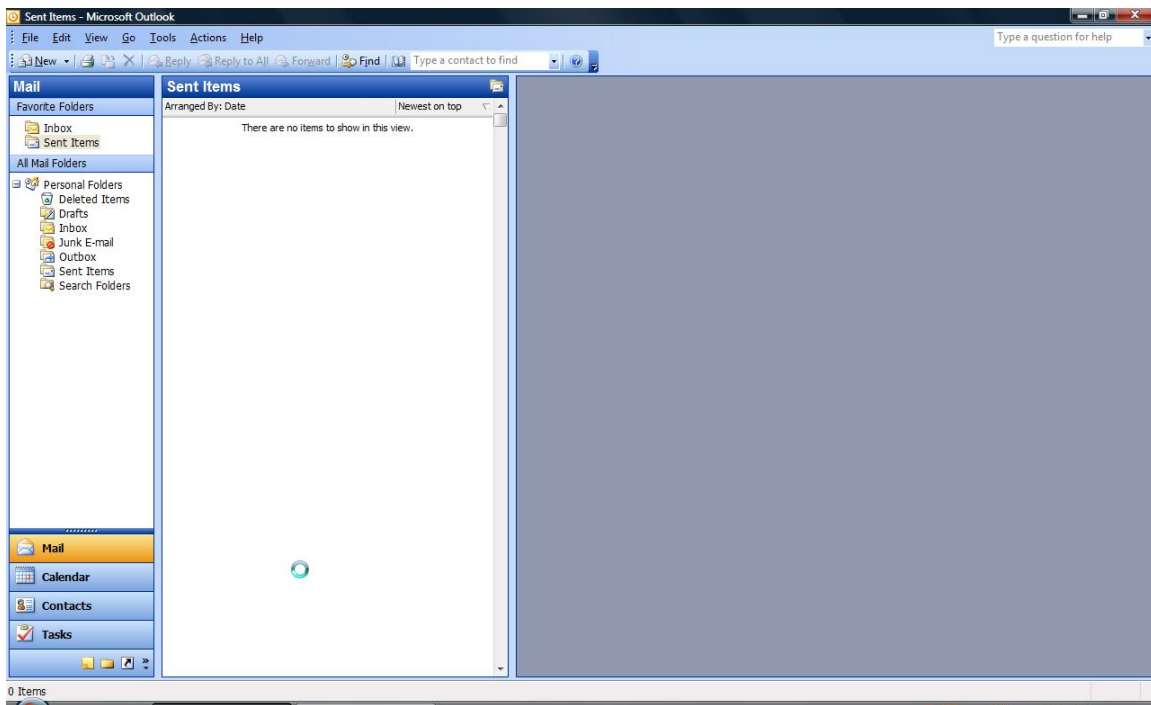 Sent Items - Microsoft Outlook
File Edit View Go Tools Actions Help
Type a question for help
New Reply Reply to All Forward Find Type a contact to find
Mail
Favorite Folders
Inbox
Sent Items
All Mail Folders
Personal Folders
Deleted Items
Drafts
Inbox
Junk E-mail
Outbox
Sent Items
Search Folders
Mail
Calendar
Contacts
Tasks
Sent Items
Arranged By: Date Newest on top
There are no items to show in this view.
0 Items